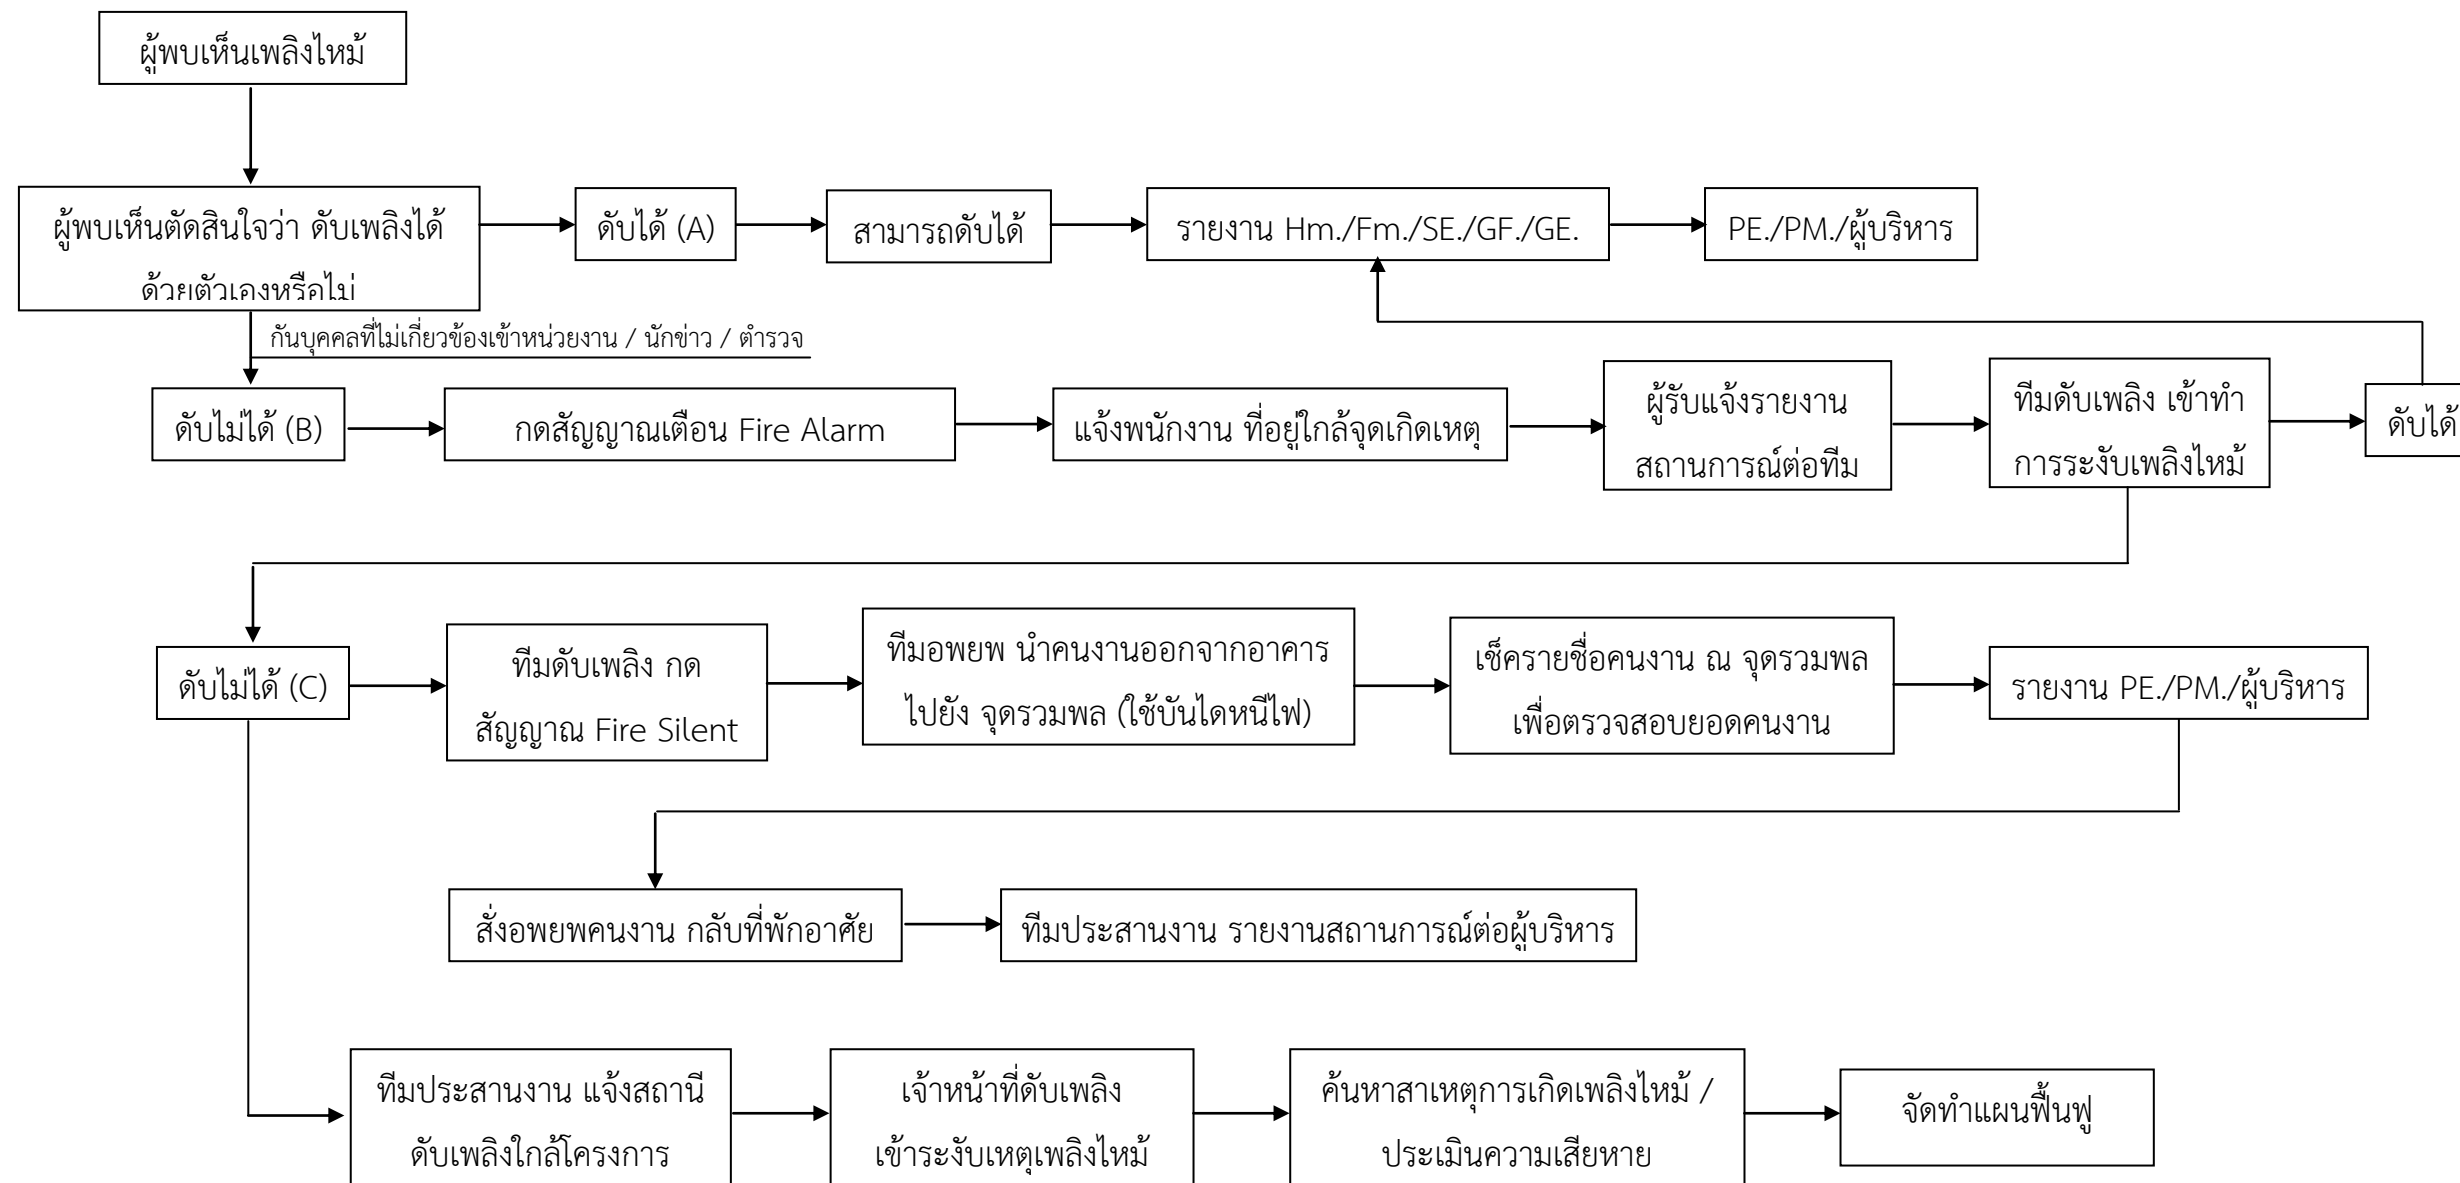 ผู้พบเห็นเพลิงไหม้
ผู้พบเห็นตัดสินใจว่า ดับเพลิงได้
ด้วยตัวเองหรือไม่
ดับได้ (A)
สามารถดับได้
รายงาน Hm./Fm./SE./GF./GE.
PE./PM./ผู้บริหาร
กันบุคคลที่ไม่เกี่ยวข้องเข้าหน่วยงาน / นักข่าว / ตำรวจ
ดับไม่ได้ (B)
กดสัญญาณเตือน Fire Alarm
แจ้งพนักงาน ที่อยู่ใกล้จุดเกิดเหตุ
ผู้รับแจ้งรายงาน
สถานการณ์ต่อทีม
ทีมดับเพลิง เข้าทำ
การระงับเพลิงไหม้
ดับได้
ดับไม่ได้ (C)
ทีมดับเพลิง กด
สัญญาณ Fire Silent
ทีมอพยพ นำคนงานออกจากอาคาร
ไปยัง จุดรวมพล (ใช้บันไดหนีไฟ)
เช็ครายชื่อคนงาน ณ จุดรวมพล
เพื่อตรวจสอบยอดคนงาน
รายงาน PE./PM./ผู้บริหาร
สั่งอพยพคนงาน กลับที่พักอาศัย
ทีมประสานงาน รายงานสถานการณ์ต่อผู้บริหาร
ทีมประสานงาน แจ้งสถานี
ดับเพลิงใกล้โครงการ
เจ้าหน้าที่ดับเพลิง
เข้าระงับเหตุเพลิงไหม้
ค้นหาสาเหตุการเกิดเพลิงไหม้ /
ประเมินความเสียหาย
จัดทำแผนฟื้นฟู